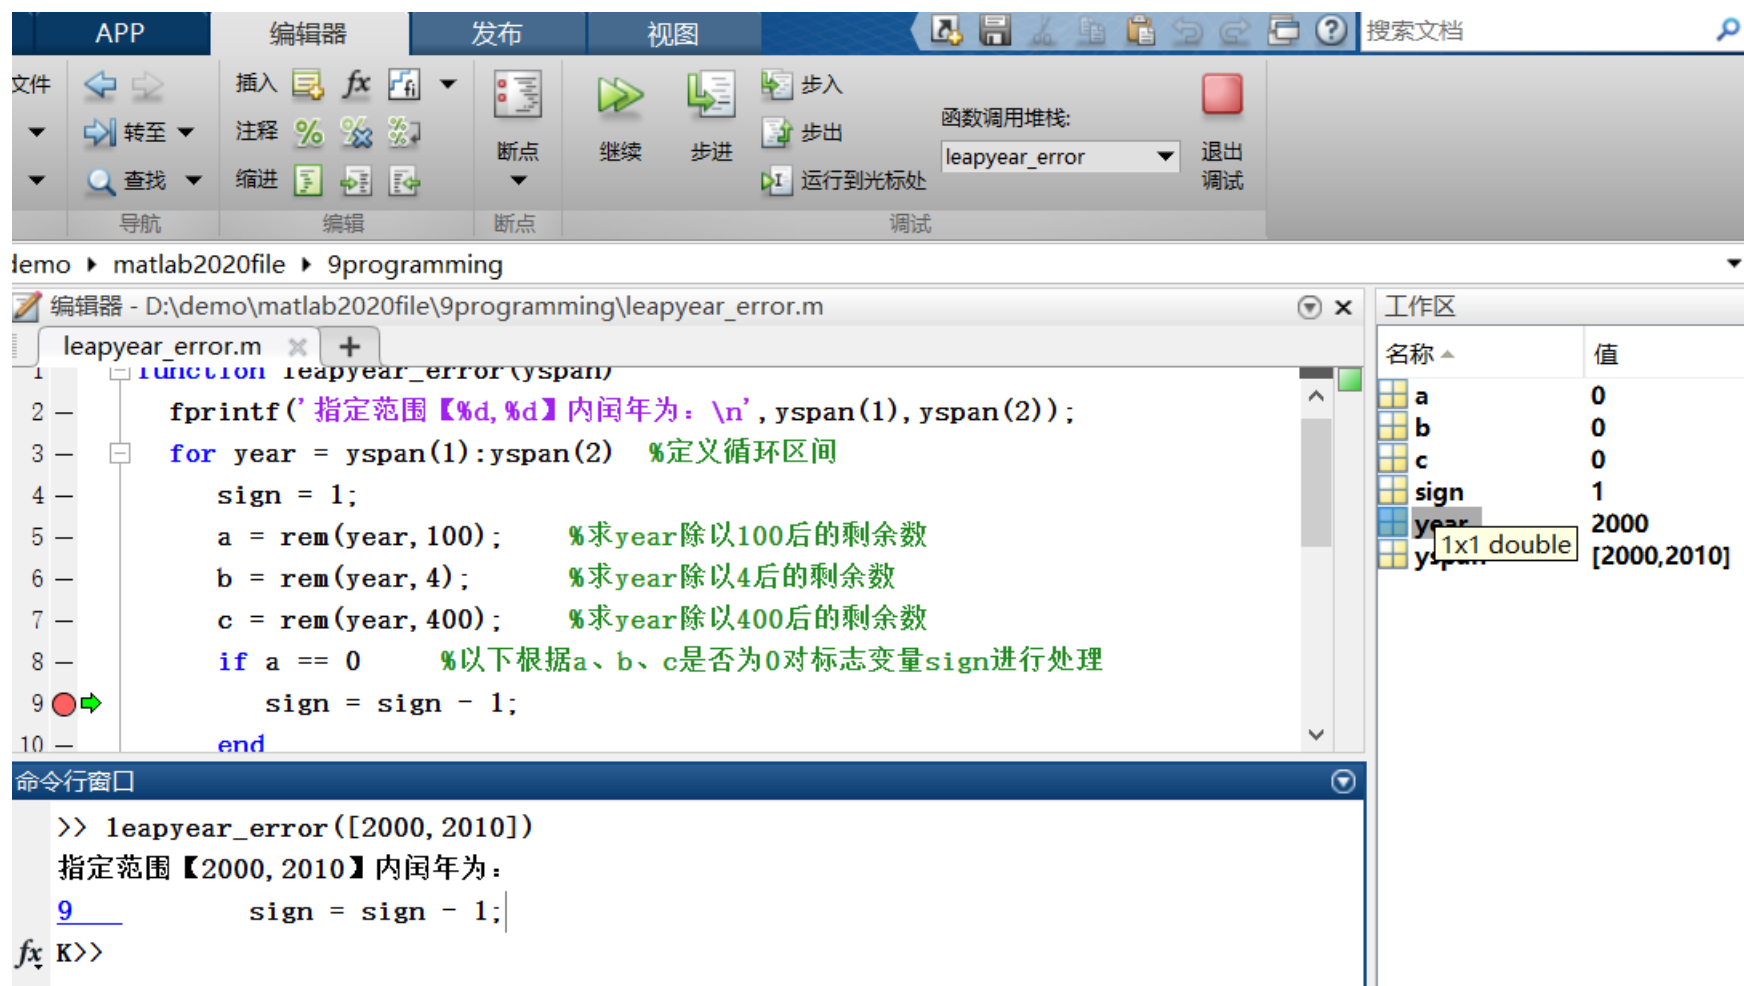 APP 编辑器 发布 视图 搜索文档
文件 插入 fx fi 步入
转至 注释 函数调用堆栈: 步出
断点 继续 步进 leapyear_error 退出
查找 缩进 运行到光标处 调试
导航 编辑 断点 调试
demo matlab2020file 9programming
编辑器 - D:\demo\matlab2020file\9programming\leapyear_error.m
leapyear_error.m
1 function leapyear_error(yspan)
2 fprintf('指定范围【%d,%d】内闰年为：\n',yspan(1),yspan(2));
3 for year = yspan(1):yspan(2) %定义循环区间
4 sign = 1;
5 a = rem(year,100); %求year除以100后的剩余数
6 b = rem(year,4); %求year除以4后的剩余数
7 c = rem(year,400); %求year除以400后的剩余数
8 if a == 0 %以下根据a、b、c是否为0对标志变量sign进行处理
9 sign = sign - 1;
10 end
工作区
名称 值
a 0
b 0
c 0
sign 1
year 2000
1x1 double
yspan [2000,2010]
命令行窗口
>> leapyear_error([2000,2010])
指定范围【2000,2010】内闰年为：
9 sign = sign - 1;
fx K>>